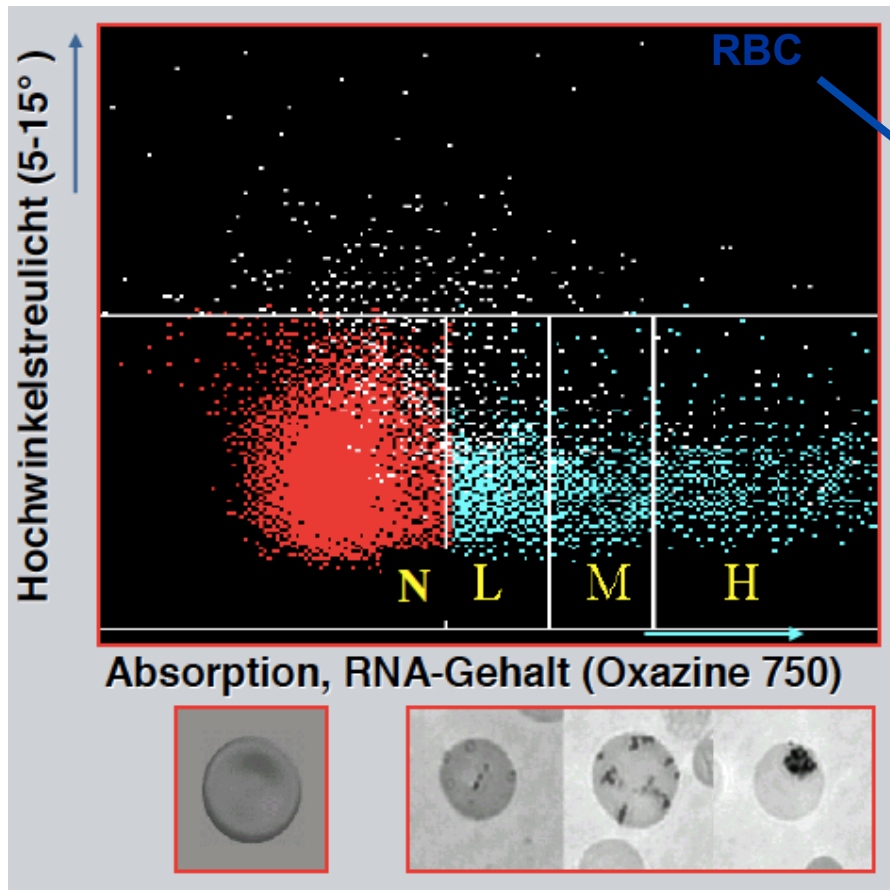 RBC
Hochwinkelstreulicht (5-15° )
N L M H
Absorption, RNA-Gehalt (Oxazine 750)